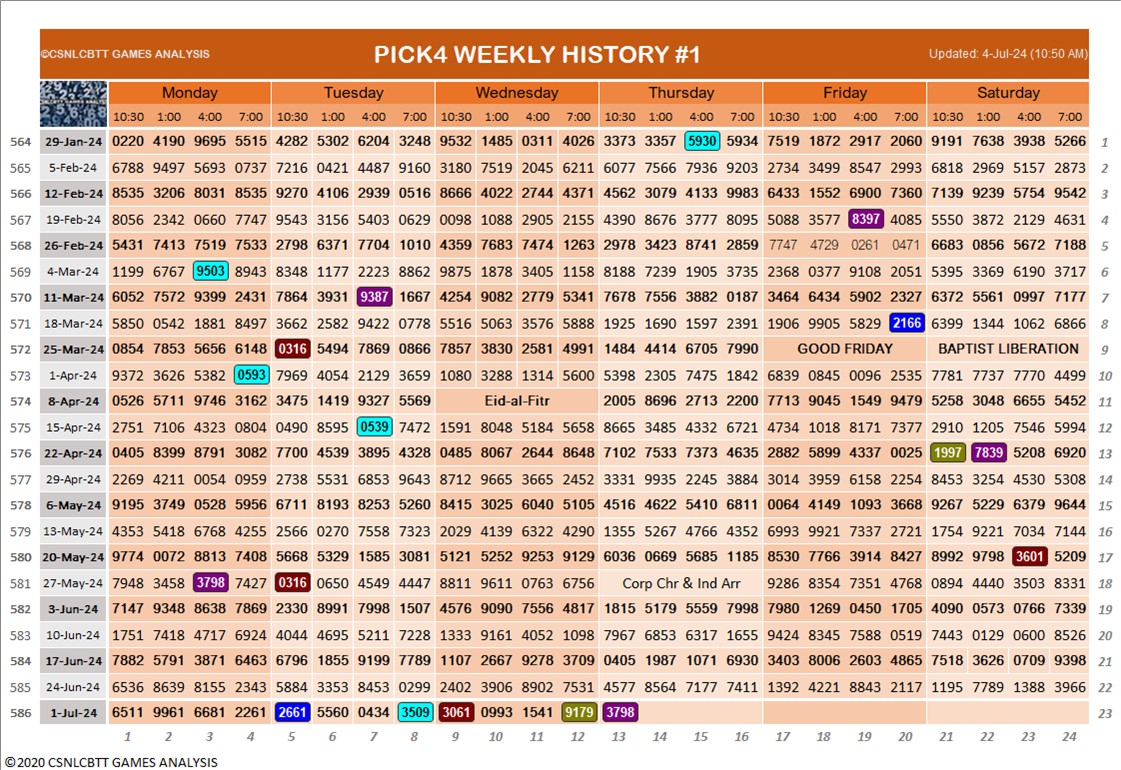 ©CSNLCBTT GAMES ANALYSIS PICK4 WEEKLY HISTORY #1 Updated: 4-Jul-24 (10:50 AM)
Monday Tuesday Wednesday Thursday Friday Saturday
10:30 1:00 4:00 7:00 10:30 1:00 4:00 7:00 10:30 1:00 4:00 7:00 10:30 1:00 4:00 7:00 10:30 1:00 4:00 7:00 10:30 1:00 4:00 7:00
564 29-Jan-24 0220 4190 9695 5515 4282 5302 6204 3248 9532 1485 0311 4026 3373 3357 5930 5934 7519 1872 2917 2060 9191 7638 3938 5266 1
565 5-Feb-24 6788 9497 5693 0737 7216 0421 4487 9160 3180 7519 2045 6211 6077 7566 7936 9203 2734 3499 8547 2993 6818 2969 5157 2873 2
566 12-Feb-24 8535 3206 8031 8535 9270 4106 2939 0516 8666 4022 2744 4371 4562 3079 4133 9983 6433 1552 6900 7360 7139 9239 5754 9542 3
567 19-Feb-24 8056 2342 0660 7747 9543 3156 5403 0629 0098 1088 2905 2155 4390 8676 3777 8095 5088 3577 8397 4085 5550 3872 2129 4631 4
568 26-Feb-24 5431 7413 7519 7533 2798 6371 7704 1010 4359 7683 7474 1263 2978 3423 8741 2859 7747 4729 0261 0471 6683 0856 5672 7188 5
569 4-Mar-24 1199 6767 9503 8943 8348 1177 2223 8862 9875 1878 3405 1158 8188 7239 1905 3735 2368 0377 9108 2051 5395 3369 6190 3717 6
570 11-Mar-24 6052 7572 9399 2431 7864 3931 9387 1667 4254 9082 2779 5341 7678 7556 3882 0187 3464 6434 5902 2327 6372 5561 0997 7177 7
571 18-Mar-24 5850 0542 1881 8497 3662 2582 9422 0778 5516 5063 3576 5888 1925 1690 1597 2391 1906 9905 5829 2166 6399 1344 1062 6866 8
572 25-Mar-24 0854 7853 5656 6148 0316 5494 7869 0866 7857 3830 2581 4991 1484 4414 6705 7990 GOOD FRIDAY BAPTIST LIBERATION 9
573 1-Apr-24 9372 3626 5382 0593 7969 4054 2129 3659 1080 3288 1314 5600 5398 2305 7475 1842 6839 0845 0096 2535 7781 7737 7770 4499 10
574 8-Apr-24 0526 5711 9746 3162 3475 1419 9327 5569 Eid-al-Fitr 2005 8696 2713 2200 7713 9045 1549 9479 5258 3048 6655 5452 11
575 15-Apr-24 2751 7106 4323 0804 0490 8595 0539 7472 1591 8048 5184 5658 8665 3485 4332 6721 4734 1018 8171 7377 2910 1205 7546 5994 12
576 22-Apr-24 0405 8399 8791 3082 7700 4539 3895 4328 0485 8067 2644 8648 7102 7533 7373 4635 2882 5899 4337 0025 1997 7839 5208 6920 13
577 29-Apr-24 2269 4211 0054 0959 2738 5531 6853 9643 8712 9665 3665 2452 3331 9935 2245 3884 3014 3959 6158 2254 8453 3254 4530 5308 14
578 6-May-24 9195 3749 0528 5956 6711 8193 8253 5260 8415 3025 6040 5105 4516 4622 5410 6811 0064 4149 1093 3668 9267 5229 6379 9644 15
579 13-May-24 4353 5418 6768 4255 2566 0270 7558 7323 2029 4139 6322 4290 1355 5267 4766 4352 6993 9921 7337 2721 1754 9221 7034 7144 16
580 20-May-24 9774 0072 8813 7408 5668 5329 1585 3081 5121 5252 9253 9129 6036 0669 5685 1185 8530 7766 3914 8427 8992 9798 3601 5209 17
581 27-May-24 7948 3458 3798 7427 0316 0650 4549 4447 8811 9611 0763 6756 Corp Chr & Ind Arr 9286 8354 7351 4768 0894 4440 3503 8331 18
582 3-Jun-24 7147 9348 8638 7869 2330 8991 7998 1507 4576 9090 7556 4817 1815 5179 5559 7998 7980 1269 0450 1705 4090 0573 0766 7339 19
583 10-Jun-24 1751 7418 4717 6924 4044 4695 5211 7228 1333 9161 4052 1098 7967 6853 6317 1655 9424 8345 7588 0519 7443 0129 0600 8526 20
584 17-Jun-24 7882 5791 3871 6463 6796 1855 9199 7789 1107 2667 9278 3709 0405 1987 1071 6930 3403 8006 2603 4865 7518 3626 0709 9398 21
585 24-Jun-24 6536 8639 8155 2343 5884 3353 8453 0299 2402 3906 8902 7531 4577 8564 7177 7411 1392 4221 8843 2117 1195 7789 1388 3966 22
586 1-Jul-24 6511 9961 6681 2261 2661 5560 0434 3509 3061 0993 1541 9179 3798 23
1 2 3 4 5 6 7 8 9 10 11 12 13 14 15 16 17 18 19 20 21 22 23 24
©2020 CSNLCBTT GAMES ANALYSIS